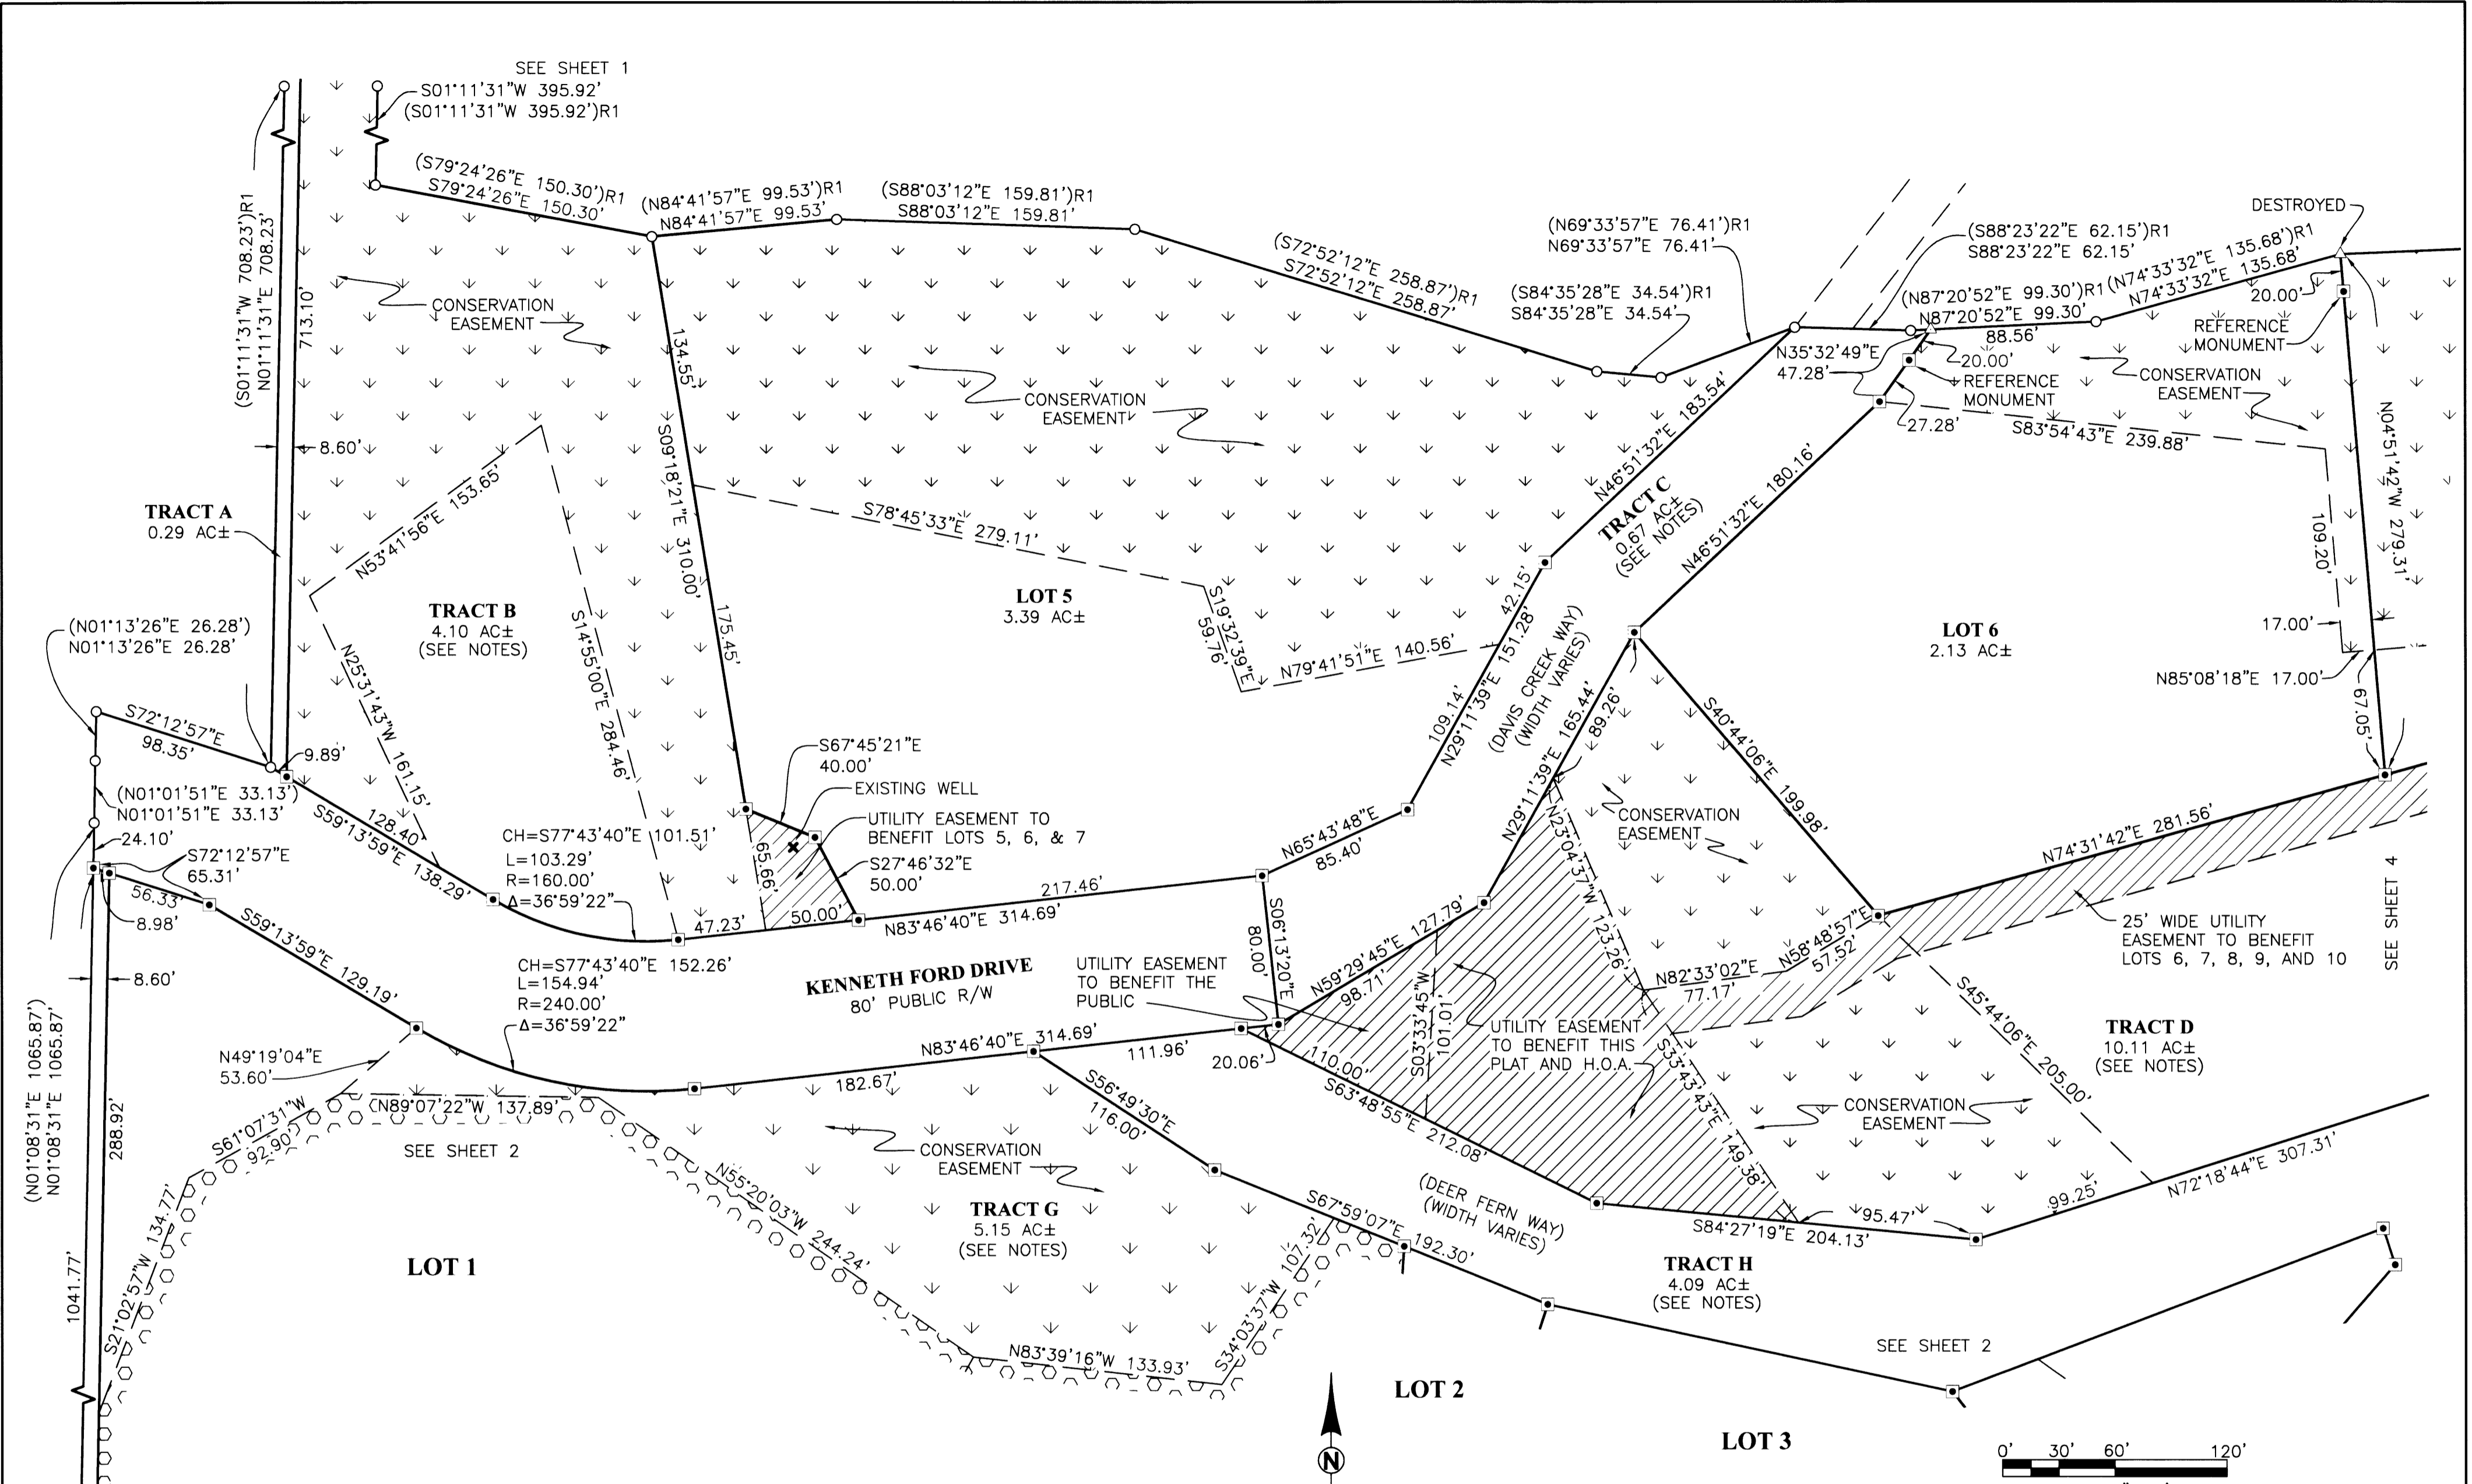 SEE SHEET 1
S01°11'31"W 395.92'
(S01°11'31"W 395.92')R1
(S79°24'26"E 150.30')R1
S79°24'26"E 150.30'
(N84°41'57"E 99.53')R1
N84°41'57"E 99.53'
(S88°03'12"E 159.81')R1
S88°03'12"E 159.81'
(S72°52'12"E 258.87')R1
S72°52'12"E 258.87'
(S84°35'28"E 34.54')R1
S84°35'28"E 34.54'
(N69°33'57"E 76.41')R1
N69°33'57"E 76.41'
(S88°23'22"E 62.15')R1
S88°23'22"E 62.15'
(N87°20'52"E 99.30')R1
N87°20'52"E 99.30'
88.56'
(N74°33'32"E 135.68')R1
N74°33'32"E 135.68'
DESTROYED
20.00'
REFERENCE
MONUMENT
N35°32'49"E
47.28'
20.00'
REFERENCE
MONUMENT
27.28'
CONSERVATION
EASEMENT
S83°54'43"E 239.88'
N04°51'42"W 279.31'
109.20'
17.00'
N85°08'18"E 17.00'
67.05'
(S01°11'31"W 708.23')R1
N01°11'31"E 708.23'
713.10'
8.60'
TRACT A
0.29 AC±
CONSERVATION
EASEMENT
134.55'
S09°18'21"E 310.00'
175.45'
CONSERVATION
EASEMENT
N53°41'56"E 153.65'
TRACT B
4.10 AC±
(SEE NOTES)
N25°31'43"W 161.15'
S14°55'00"E 284.46'
S78°45'33"E 279.11'
LOT 5
3.39 AC±
S19°32'39"E
59.76'
N79°41'51"E 140.56'
N46°51'32"E 183.54'
TRACT C
0.67 AC±
(SEE NOTES)
N46°51'32"E 180.16'
42.15'
N29°11'39"E 151.28'
109.14'
(DAVIS CREEK WAY)
(WIDTH VARIES)
N29°11'39"E 165.44'
89.26'
LOT 6
2.13 AC±
S40°44'06"E 199.98'
(N01°13'26"E 26.28')
N01°13'26"E 26.28'
S72°12'57"E
98.35'
9.89'
(N01°01'51"E 33.13')
N01°01'51"E 33.13'
24.10'
S72°12'57"E
65.31'
56.33'
8.98'
128.40'
S59°13'59"E 138.29'
S59°13'59"E 129.19'
8.60'
CH=S77°43'40"E 101.51'
L=103.29'
R=160.00'
Δ=36°59'22"
S67°45'21"E
40.00'
EXISTING WELL
UTILITY EASEMENT TO
BENEFIT LOTS 5, 6, & 7
S27°46'32"E
50.00'
65.66'
47.23'
50.00'
217.46'
N83°46'40"E 314.69'
N65°43'48"E
85.40'
S06°13'20"E
80.00'
CH=S77°43'40"E 152.26'
L=154.94'
R=240.00'
Δ=36°59'22"
KENNETH FORD DRIVE
80' PUBLIC R/W
UTILITY EASEMENT
TO BENEFIT THE
PUBLIC
N59°29'45"E 127.79'
98.71'
S03°33'45"W
101.01'
N83°46'40"E 314.69'
182.67'
111.96'
20.06'
110.00'
S63°48'55"E 212.08'
UTILITY EASEMENT
TO BENEFIT THIS
PLAT AND H.O.A.
N23°04'37"W 123.26'
S33°43'43"E 149.38'
CONSERVATION
EASEMENT
N82°33'02"E
77.17'
N58°48'57"E
57.52'
N74°31'42"E 281.56'
25' WIDE UTILITY
EASEMENT TO BENEFIT
LOTS 6, 7, 8, 9, AND 10
SEE SHEET 4
S45°44'06"E 205.00'
TRACT D
10.11 AC±
(SEE NOTES)
CONSERVATION
EASEMENT
99.25'
N72°18'44"E 307.31'
95.47'
S84°27'19"E 204.13'
(N01°08'31"E 1065.87')
N01°08'31"E 1065.87'
288.92'
1041.77'
N49°19'04"E
53.60'
S61°07'31"W
92.90'
N89°07'22"W 137.89'
SEE SHEET 2
S21°02'57"W 134.77'
LOT 1
N55°20'03"W 244.24'
S56°49'30"E
116.00'
CONSERVATION
EASEMENT
TRACT G
5.15 AC±
(SEE NOTES)
N83°39'16"W 133.93'
S34°03'37"W 107.32'
S67°59'07"E 192.30'
(DEER FERN WAY)
(WIDTH VARIES)
TRACT H
4.09 AC±
(SEE NOTES)
SEE SHEET 2
LOT 2
LOT 3
N
0' 30' 60' 120'